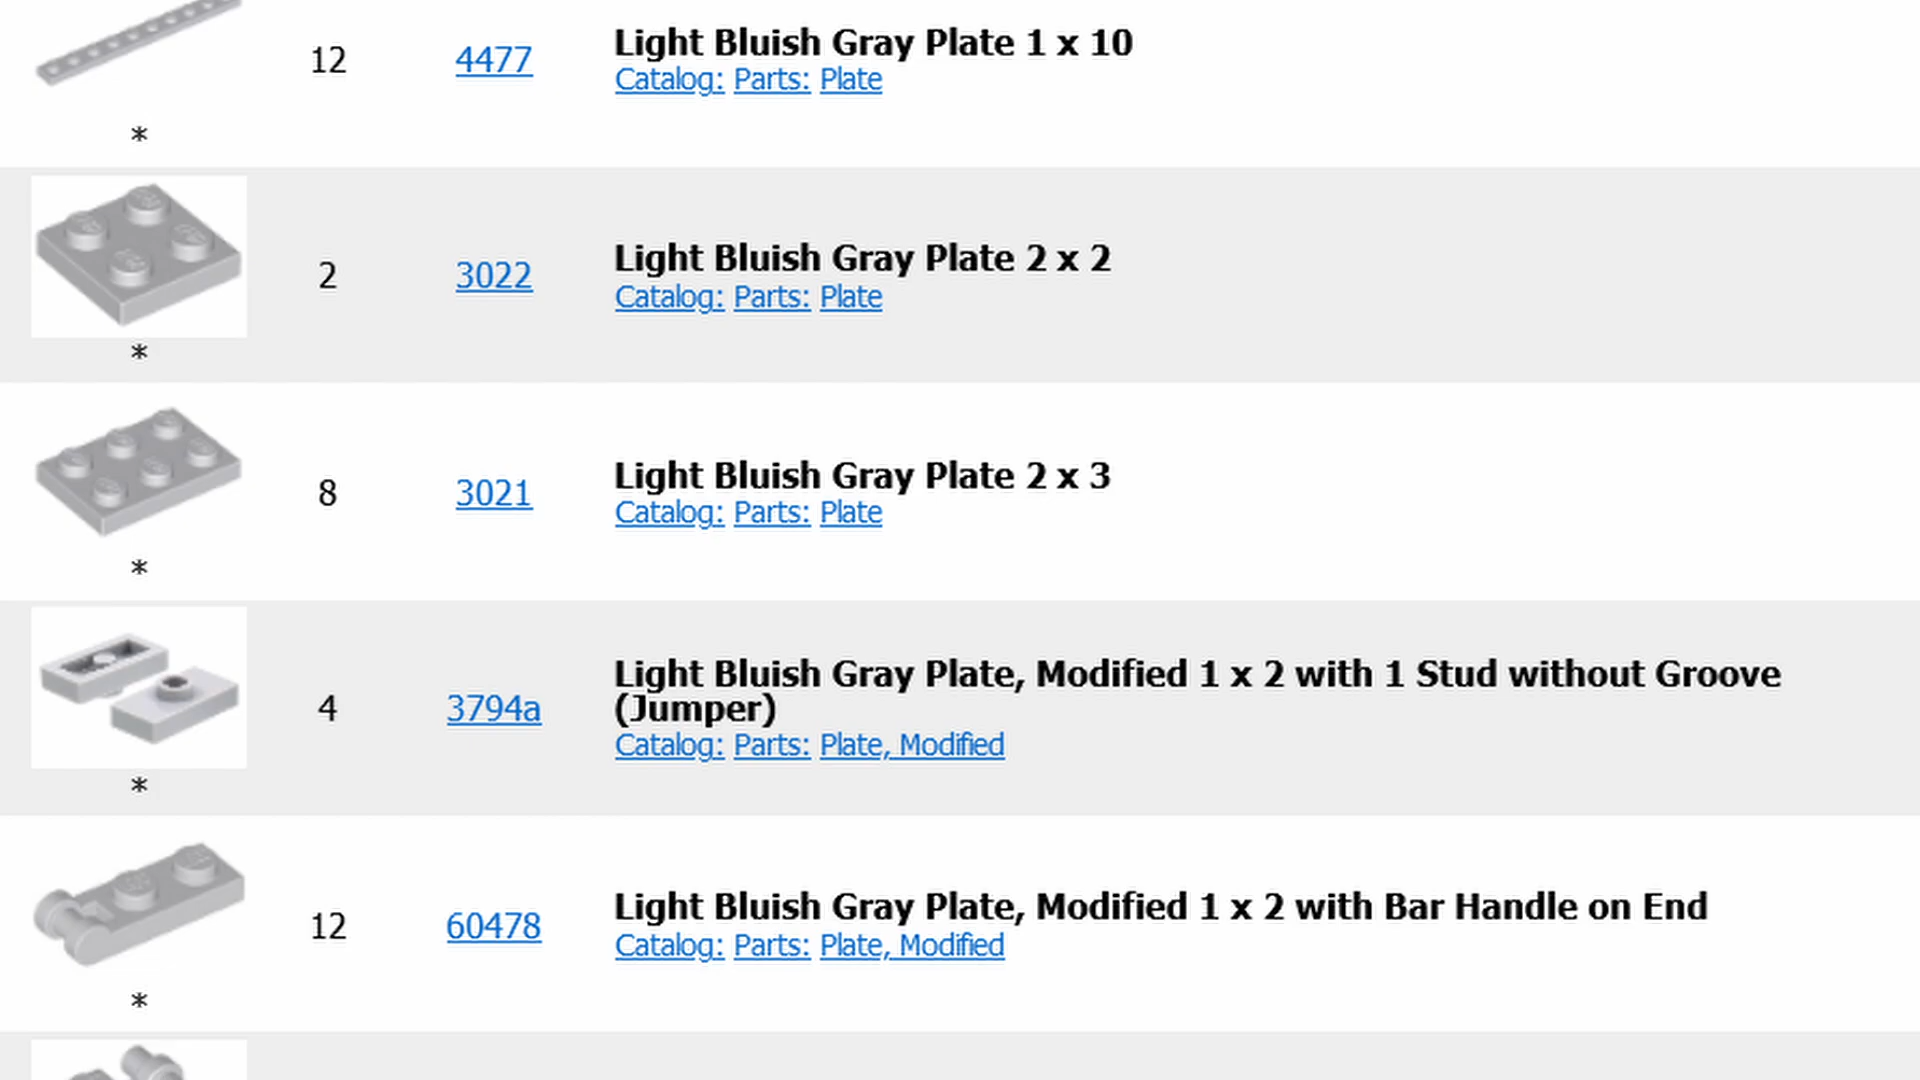 12 4477 Light Bluish Gray Plate 1 x 10
Catalog: Parts: Plate
*
2 3022 Light Bluish Gray Plate 2 x 2
Catalog: Parts: Plate
*
8 3021 Light Bluish Gray Plate 2 x 3
Catalog: Parts: Plate
*
4 3794a Light Bluish Gray Plate, Modified 1 x 2 with 1 Stud without Groove
(Jumper)
Catalog: Parts: Plate, Modified
*
12 60478 Light Bluish Gray Plate, Modified 1 x 2 with Bar Handle on End
Catalog: Parts: Plate, Modified
*